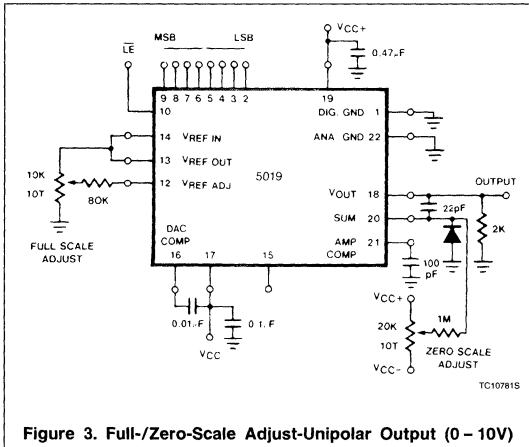 VCC+
MSB LSB
LE
0.47µF
9 8 7 6 5 4 3 2
19
10
DIG. GND 1
14 VREF IN
ANA GND 22
13 VREF OUT
10K
10T
80K
12 VREF ADJ
5019
VOUT 18
OUTPUT
22pF
SUM 20
2K
FULL SCALE
ADJUST
DAC
COMP
AMP 21
COMP
100
pF
16 17 15
VCC+
0.01µF
0.1µF
20K
10T
1M
VCC
VCC-
ZERO SCALE
ADJUST
TC10781S
Figure 3. Full-/Zero-Scale Adjust-Unipolar Output (0 – 10V)